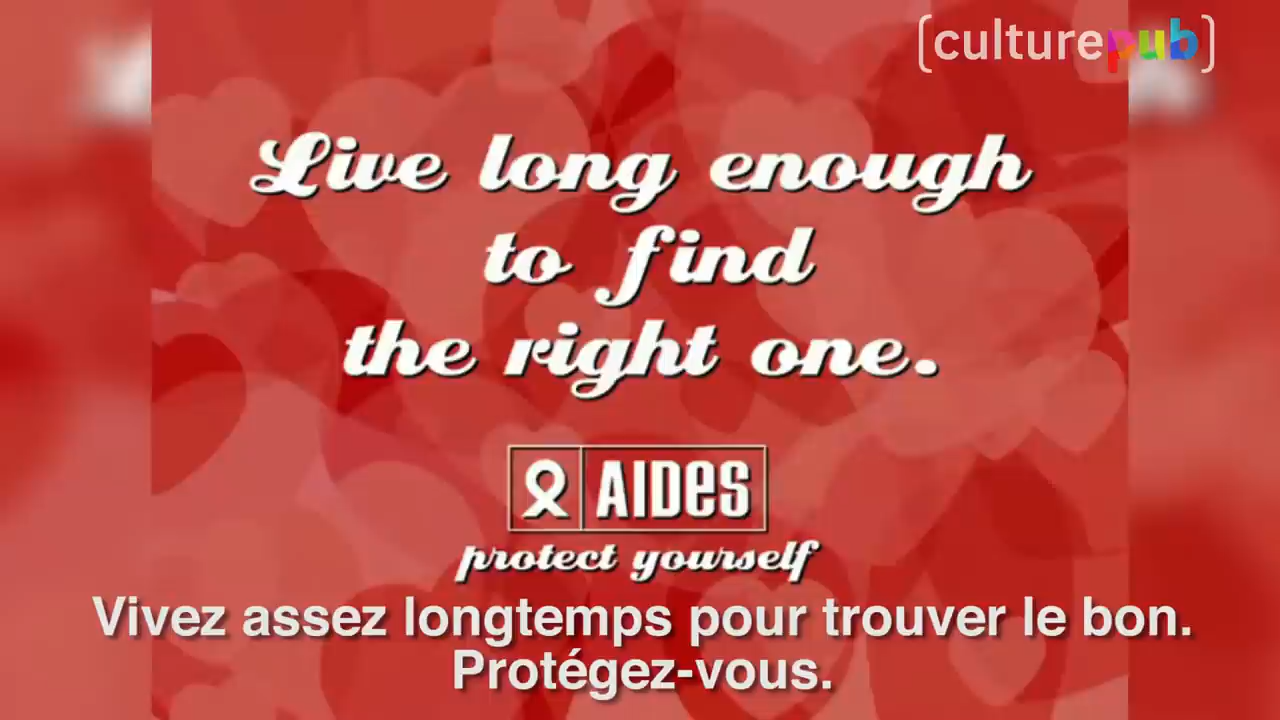 (culturepub)
Live long enough
to find
the right one.
AIDES
protect yourself
Vivez assez longtemps pour trouver le bon.
Protégez-vous.